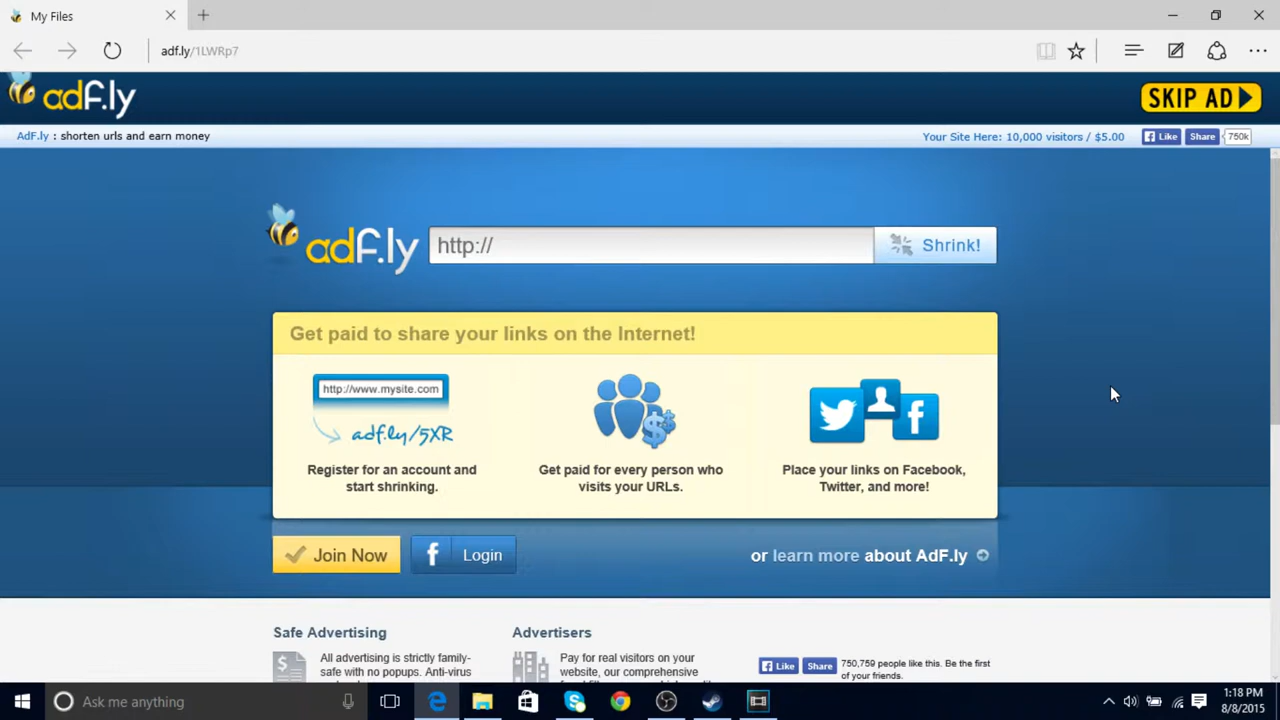 My Files
adf.ly/1LWRp7
adf.ly
SKIP AD
AdF.ly : shorten urls and earn money
Your Site Here: 10,000 visitors / $5.00
Like
Share
750k
adf.ly
http://
Shrink!
Get paid to share your links on the Internet!
http://www.mysite.com
adf.ly/5XR
Register for an account and
start shrinking.
Get paid for every person who
visits your URLs.
Place your links on Facebook,
Twitter, and more!
Join Now
f Login
or learn more about AdF.ly
Safe Advertising
All advertising is strictly family-
safe with no popups. Anti-virus
Advertisers
Pay for real visitors on your
website, our comprehensive
Like
Share
750,759 people like this. Be the first
of your friends.
Ask me anything
1:18 PM
8/8/2015